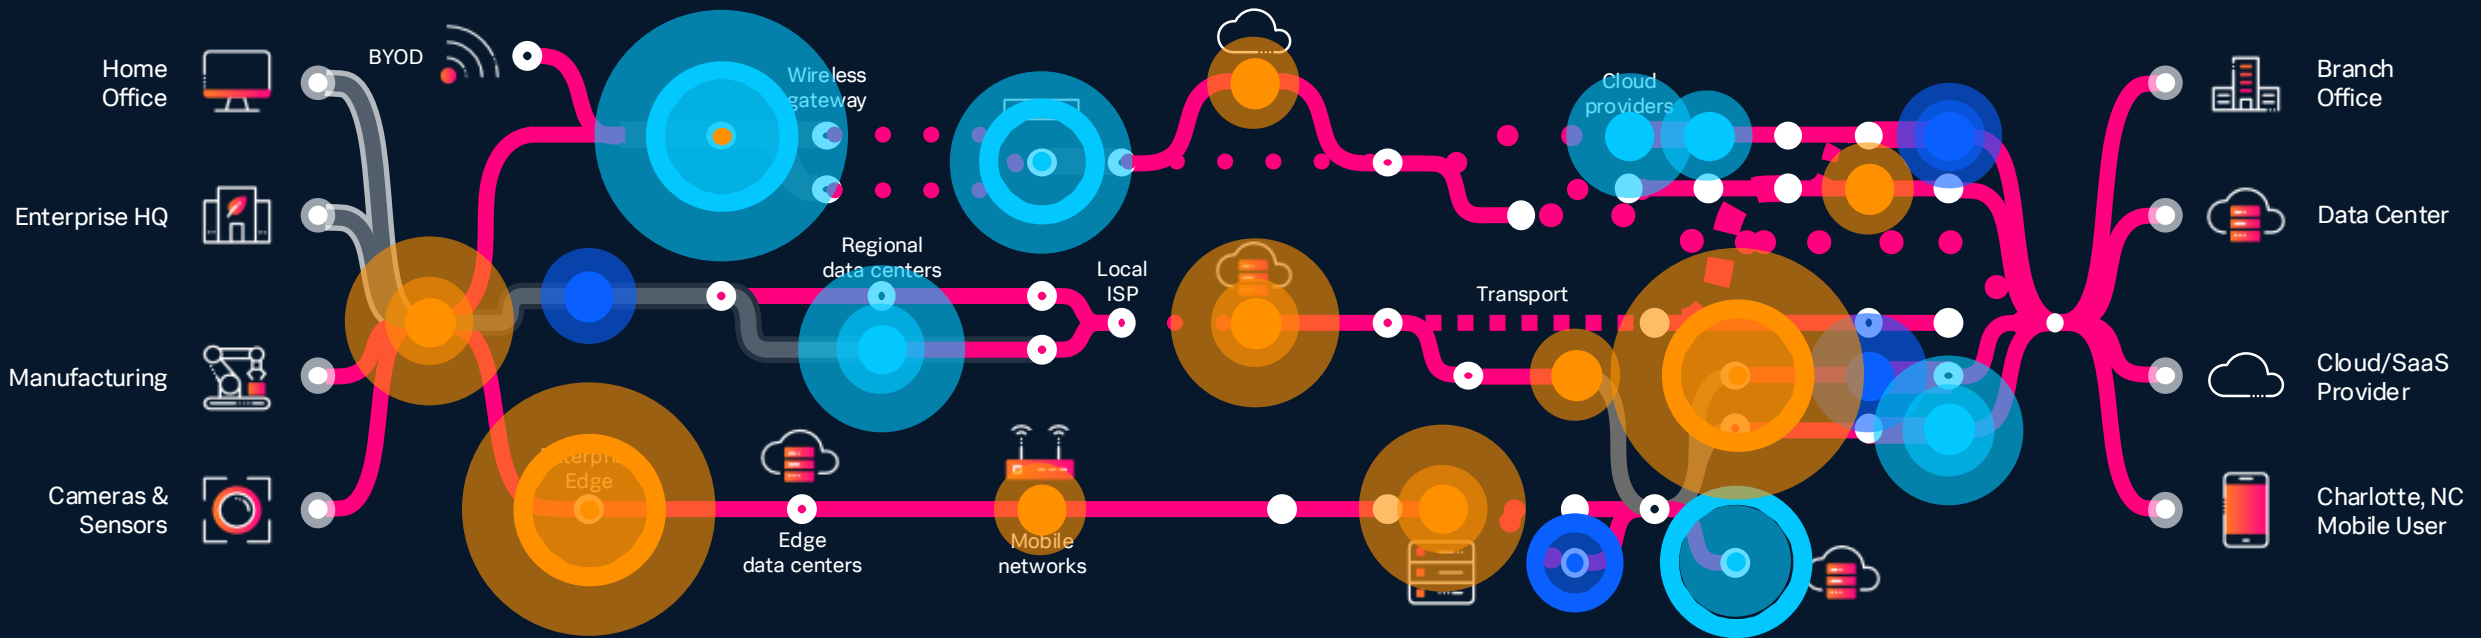 Home
Office
Enterprise HQ
Manufacturing
Cameras &
Sensors
BYOD
Wireless
gateway
Regional
data centers
Local
ISP
Enterprise
Edge
Edge
data centers
Mobile
networks
Cloud
providers
Transport
Branch
Office
Data Center
Cloud/SaaS
Provider
Charlotte, NC
Mobile User